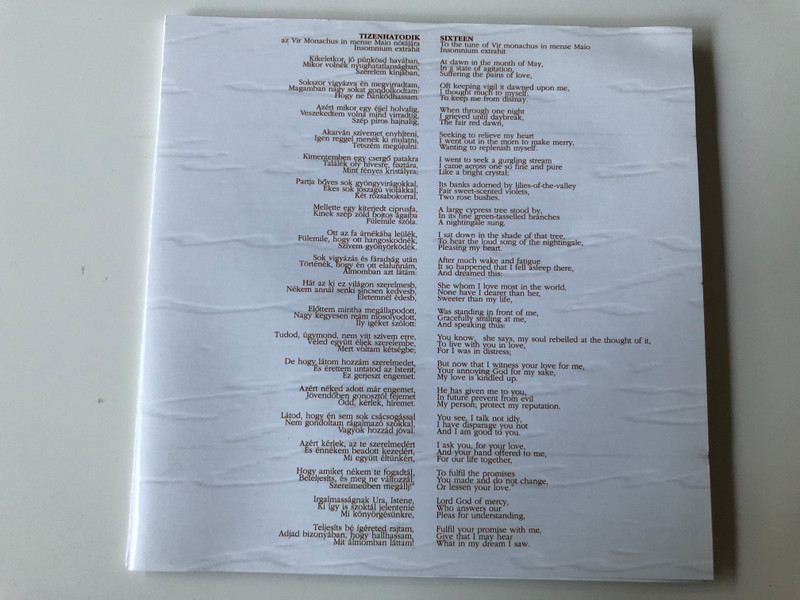 TIZENHATODIK
az Vir Monachus in mense Maio nótájára
Insomnium extrahit
Kikeletkor, jó pünkösd havában,
Mikor volnék nyughatatlanságban,
Szerelem kínjában,
Sokszor vigyázva én megvirradtam,
Magamban nagy sokat gondolkodtam
Hogy ne bánkódhassam.
Azért mikor egy éjjel holvalig,
Veszekedtem volna mind virradtig,
Szép piros hajnalig,
Akarván szívemet enyhíteni,
Igen reggel menék ki mulatni,
Tetszém megújulni.
Kimentemben egy csergő patakra
Találék oly hívesre, tisztára,
Mint fényes kristályra;
Partja bőves sok gyöngyvirágokkal,
Ékes sok jószagú violákkal,
Két rózsabokorral,
Mellette egy kiterjedt ciprusfa,
Kinek szép zöld bojtos ágaiba
Fülemile szóla.
Ott az fa árnékába leülék,
Fülemile, hogy ott hangoskodnék,
Szívem gyönyörködék.
Sok vigyázás és fáradság után
Történék, hogy én ott elalunnám,
Álmomban azt látám:
Hát az ki ez világon szerelmesb,
Nékem annál senki sincsen kedvesb,
Életemnél édesb,
Előttem mintha megállapodott,
Nagy kegyesen reám mosolyodott,
Ily igéket szólott:
Tudod, úgymond, nem vitt szívem erre,
Véled együtt éljek szerelembe,
Mert voltam kétségbe,
De hogy látom hozzám szerelmedet,
És érettem untatod az Istent,
Ez gerjeszt engemet.
Azért néked adott már engemet,
Jövendőben gonosztól fejemet
Ódd, kérlek, híremet.
Látod, hogy én sem sok csácsogással
Nem gondoltam rágalmazó szókkal,
Vagyok hozzád jóval.
Azért kérlek, az te szerelmedért
És énnékem beadott kezedért,
Mi együtt éltünkért,
Hogy amiket nékem te fogadtál,
Beteljesíts, és meg ne változzál,
Szerelmedben megállj!"
Irgalmasságnak Ura, Istene,
Ki így is szoktál jelentenie
Mi könyörgésünkre,
Teljesíts bé ígéreted rajtam,
Adjad bizonyában, hogy hallhassam,
Mit álmomban láttam!
SIXTEEN
To the tune of Vir monachus in mense Maio
Insomnium extrahit
At dawn in the month of May,
In a state of agitation,
Suffering the pains of love,
Oft keeping vigil it dawned upon me,
I thought much to myself.
To keep me from dismay.
When through one night
I grieved until daybreak,
The fair red dawn,
Seeking to relieve my heart
I went out in the morn to make merry,
Wanting to replenish myself.
I went to seek a gurgling stream
I came across one so fine and pure
Like a bright crystal;
Its banks adorned by lilies-of-the-valley
Fair sweet-scented violets,
Two rose bushes.
A large cypress tree stood by,
In its fine green-tasselled branches
A nightingale sung.
I sat down in the shade of that tree,
To hear the loud song of the nightingale,
Pleasing my heart.
After much wake and fatigue
It so happened that I fell asleep there,
And dreamed this:
She whom I love most in the world,
None have I dearer than her,
Sweeter than my life,
Was standing in front of me,
Gracefully smiling at me,
And speaking thus:
You know, she says, my soul rebelled at the thought of it,
To live with you in love,
For I was in distress;
But now that I witness your love for me,
Your annoying God for my sake,
My love is kindled up.
He has given me to you,
In future prevent from evil
My person, protect my reputation.
You see, I talk not idly,
I have disparage you not
And I am good to you.
I ask you, for your love,
And your hand offered to me,
For our life together,
To fulfil the promises
You made and do not change,
Or lessen your love."
Lord God of mercy,
Who answers our
Pleas for understanding,
Fulfil your promise with me,
Give that I may hear
What in my dream I saw.